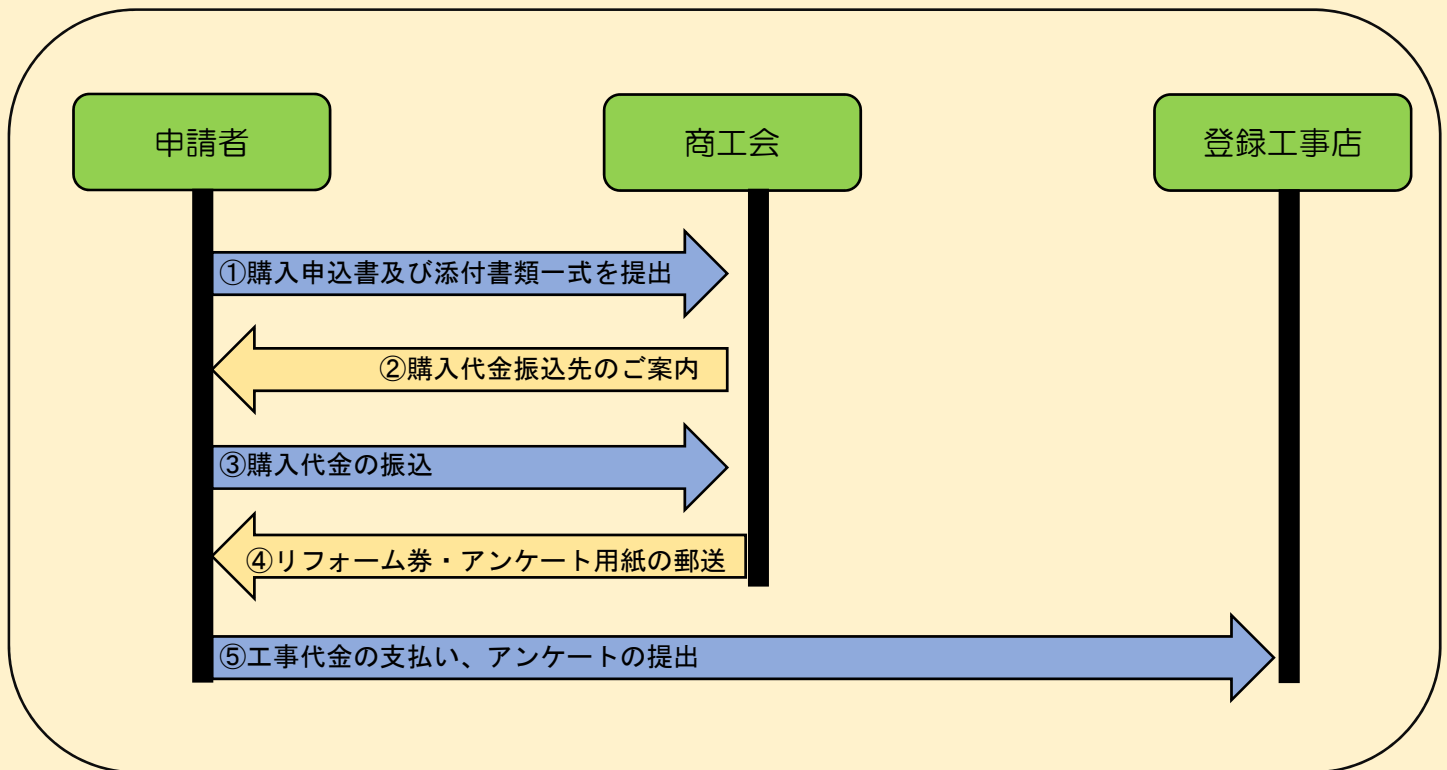 申請者
商工会
登録工事店
①購入申込書及び添付書類一式を提出
②購入代金振込先のご案内
③購入代金の振込
④リフォーム券・アンケート用紙の郵送
⑤工事代金の支払い、アンケートの提出